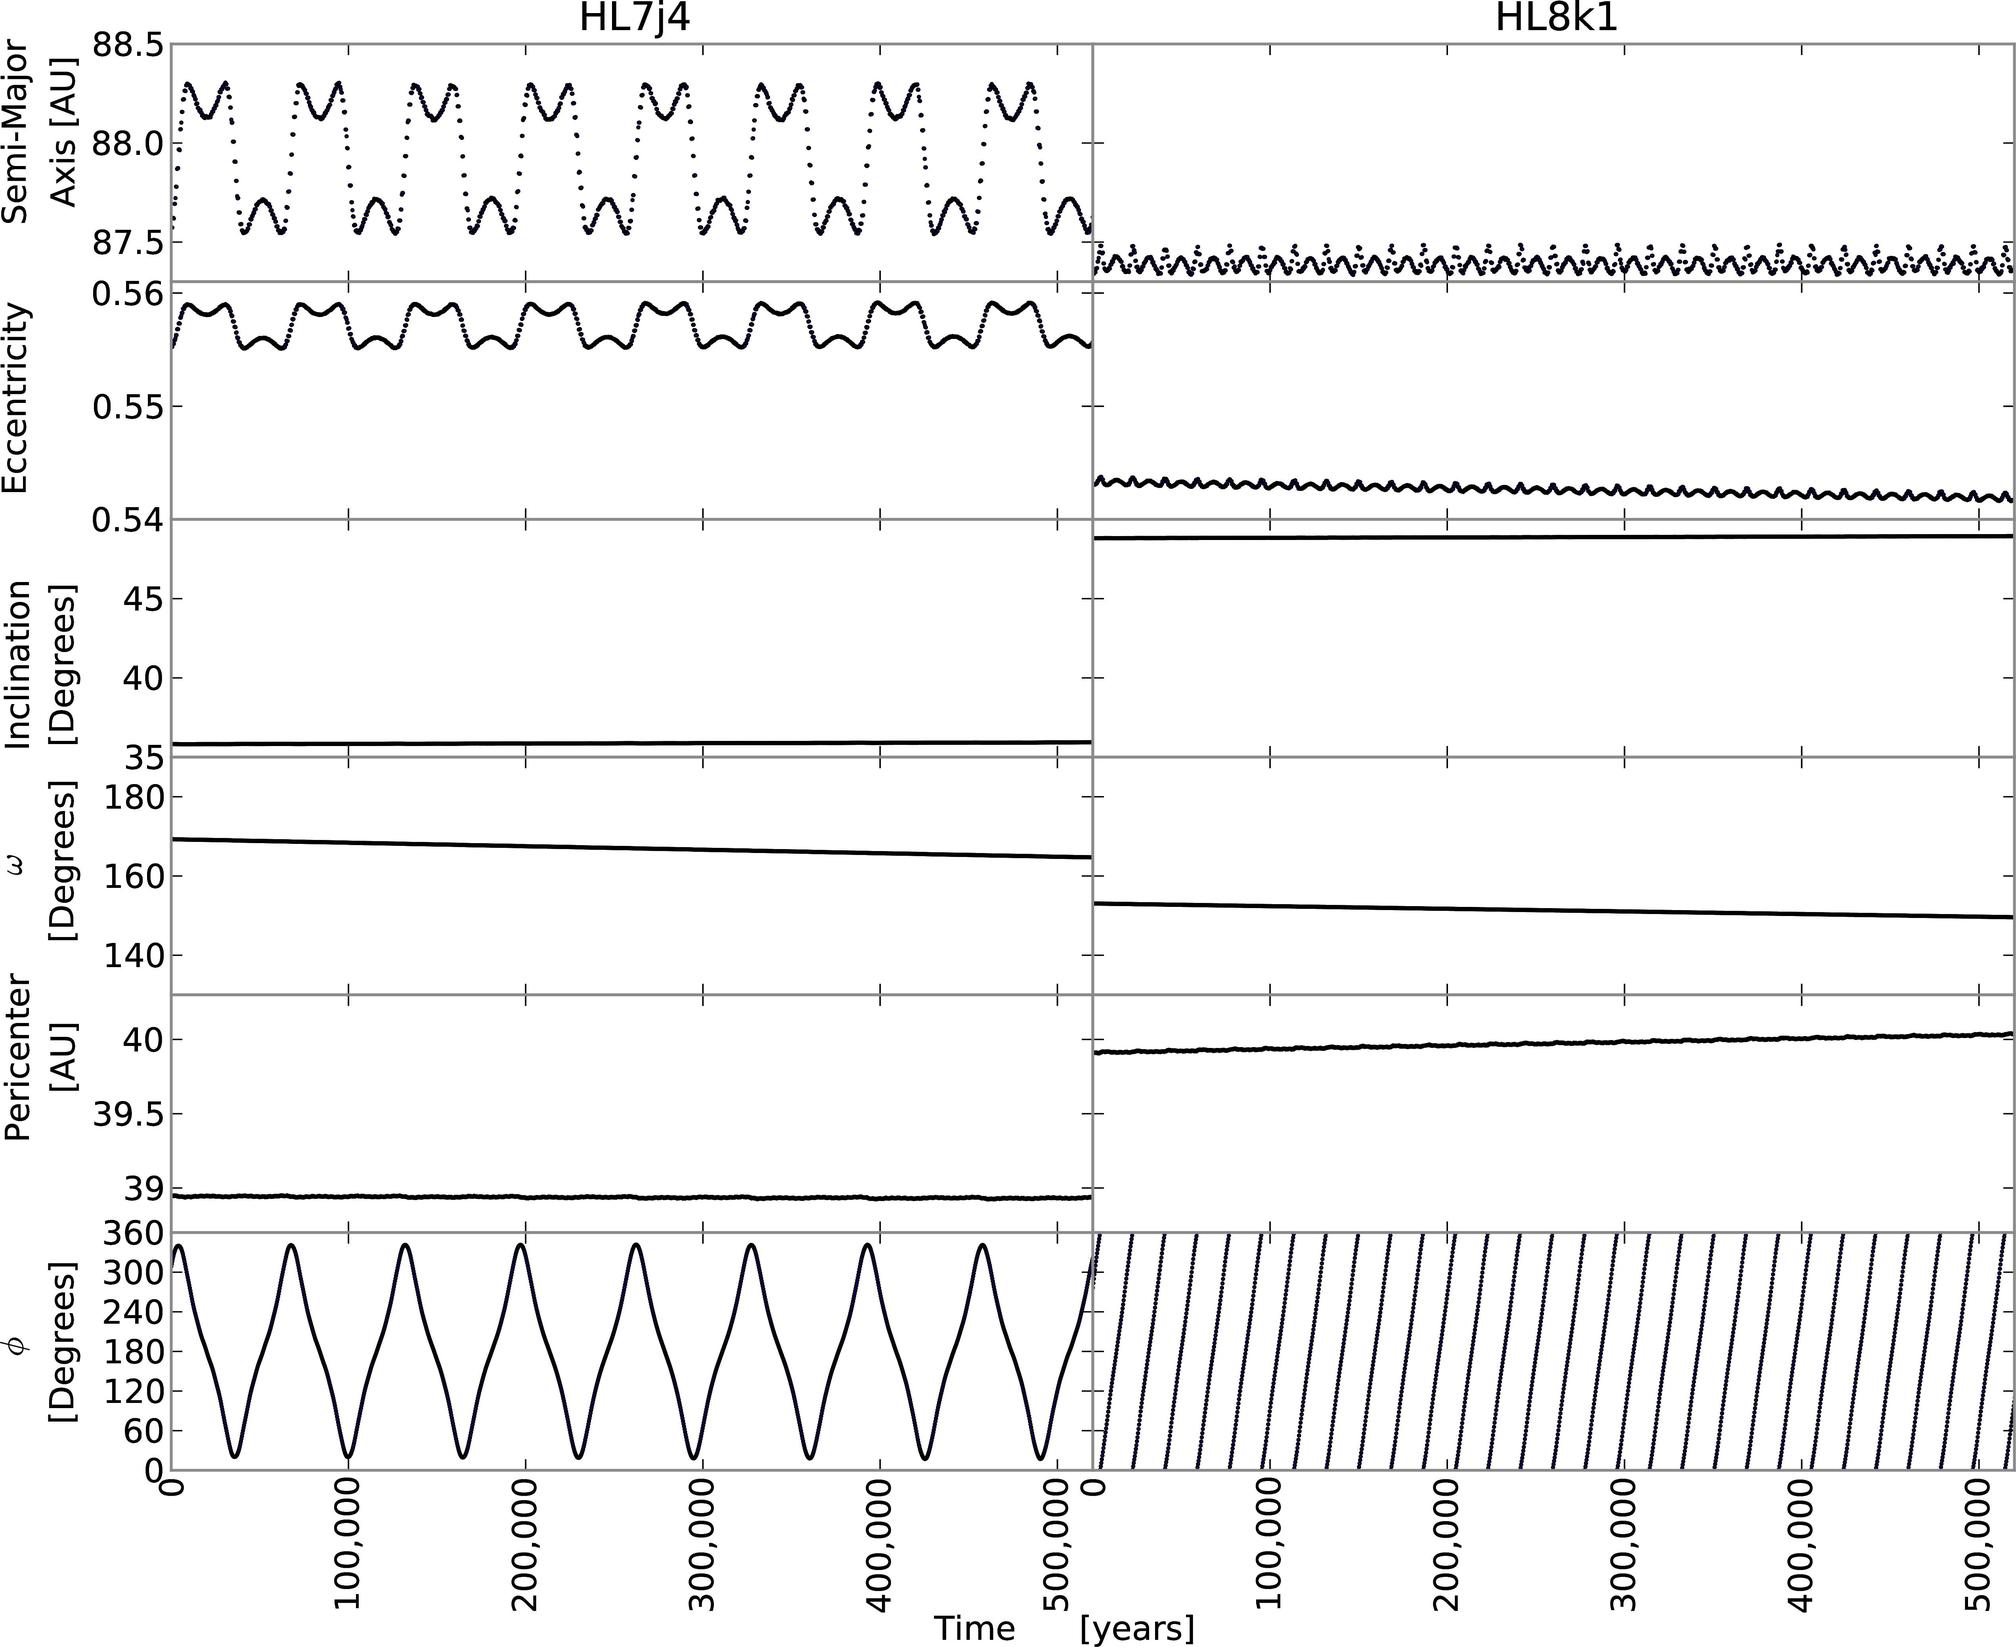 HL7j4 HL8k1
Semi-Major
Axis [AU]
88.5
88.0
87.5
Eccentricity
0.56
0.55
0.54
Inclination
[Degrees]
45
40
35
ω
[Degrees]
180
160
140
Pericenter
[AU]
40
39.5
39
ϕ
[Degrees]
360
300
240
180
120
60
0
0 100,000 200,000 300,000 400,000 500,000 0 100,000 200,000 300,000 400,000 500,000
Time [years]